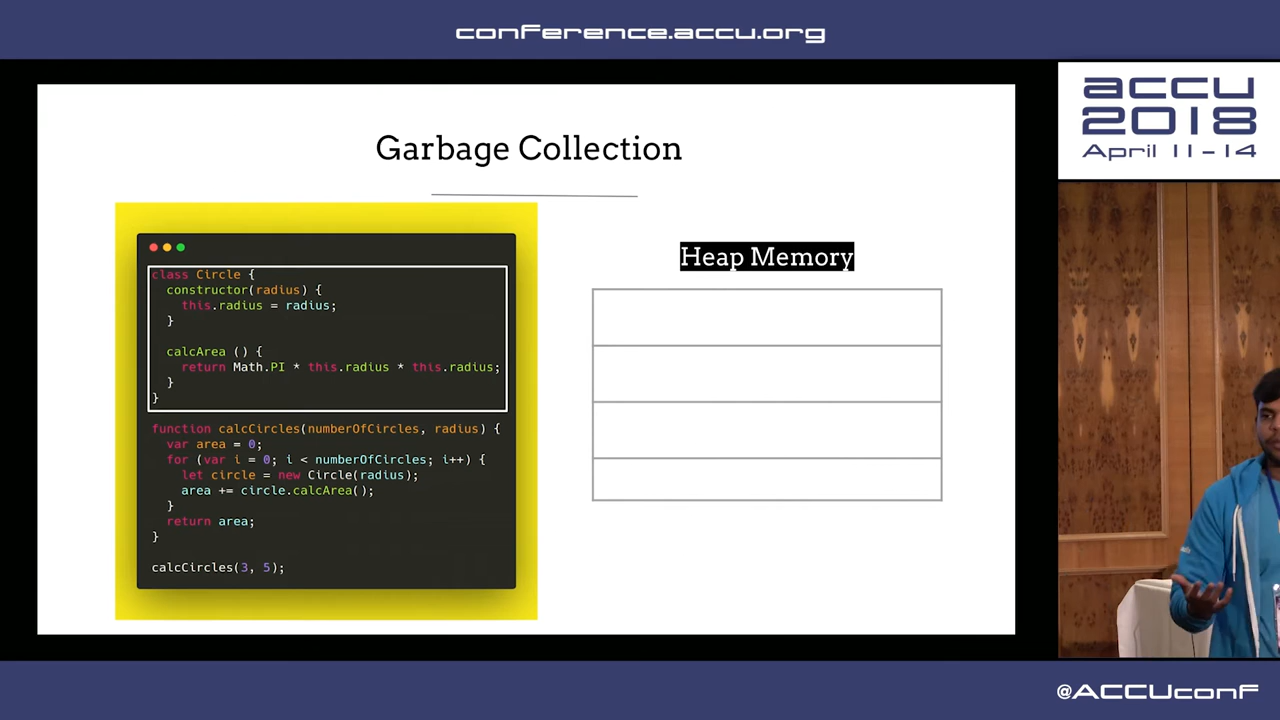 conference.accu.org
accu
2018
April 11-14
Garbage Collection
class Circle {
constructor(radius) {
this.radius = radius;
}
calcArea () {
return Math.PI * this.radius * this.radius;
}
}
function calcCircles(numberOfCircles, radius) {
var area = 0;
for (var i = 0; i < numberOfCircles; i++) {
let circle = new Circle(radius);
area += circle.calcArea();
}
return area;
}
calcCircles(3, 5);
Heap Memory
@ACCUconf